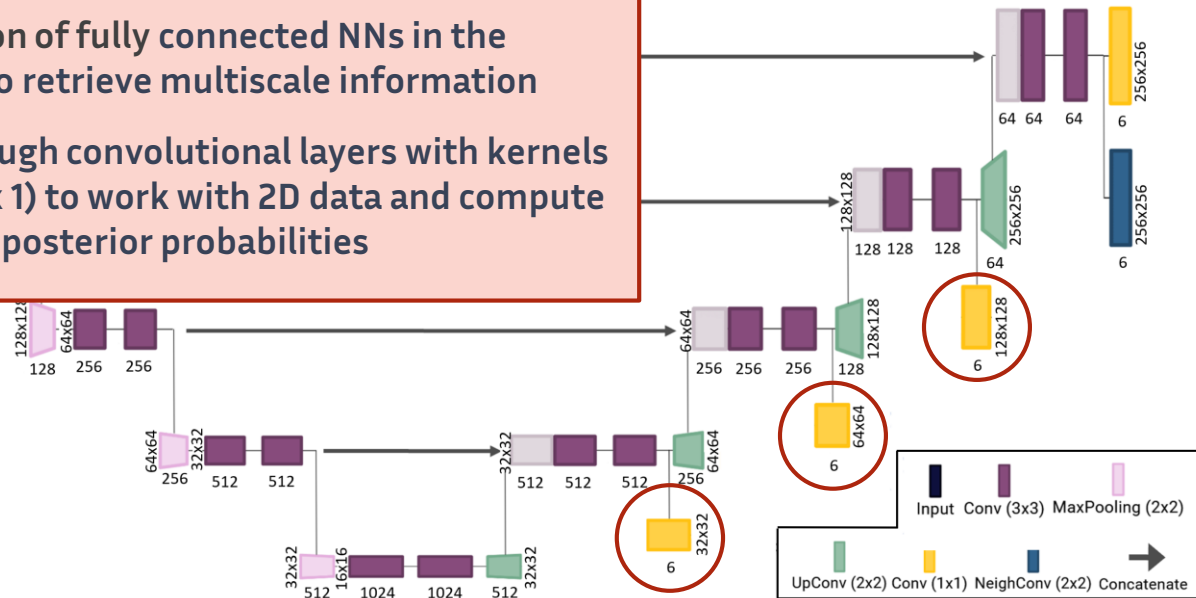 on of fully connected NNs in the
o retrieve multiscale information
ugh convolutional layers with kernels
x 1) to work with 2D data and compute
posterior probabilities
256x256
64 64 64 6
128x128
256x256
256x256
128 128 128 64 6
128x128
64x64
64x64
128x128
128x128
128 256 256
256 256 256 128 6
64x64
32x32
32x32
64x64
64x64
256 512 512
512 512 512 256 6
32x32
16x16
32x32
32x32
512 1024 1024 512 6
Input Conv (3x3) MaxPooling (2x2)
UpConv (2x2) Conv (1x1) NeighConv (2x2) Concatenate